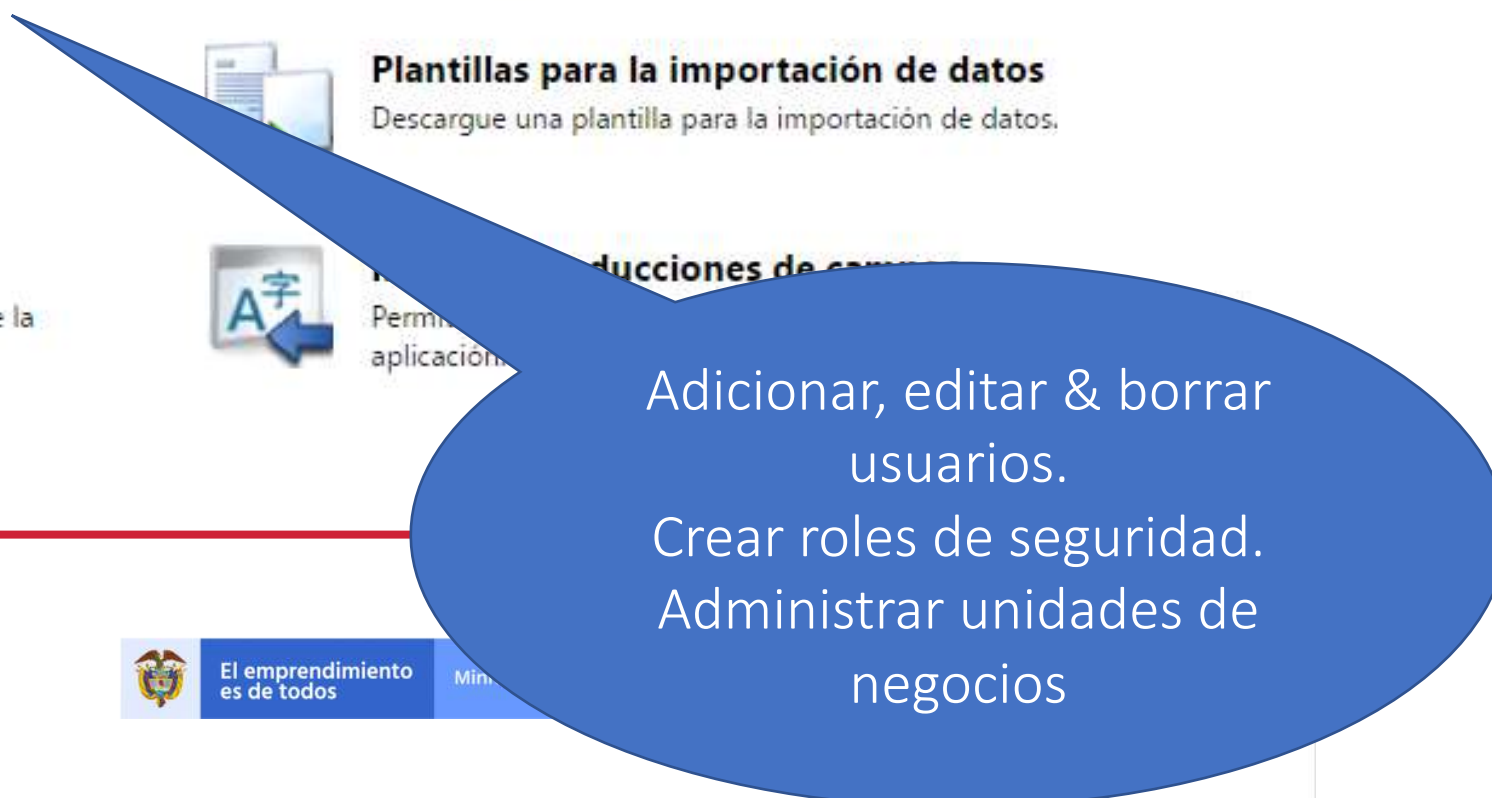 Plantillas para la importación de datos
Descargue una plantilla para la importación de datos.
ducciones de
e la
aplicación
Adicionar, editar & borrar
usuarios.
Crear roles de seguridad.
Administrar unidades de
negocios
El emprendimiento
es de todos